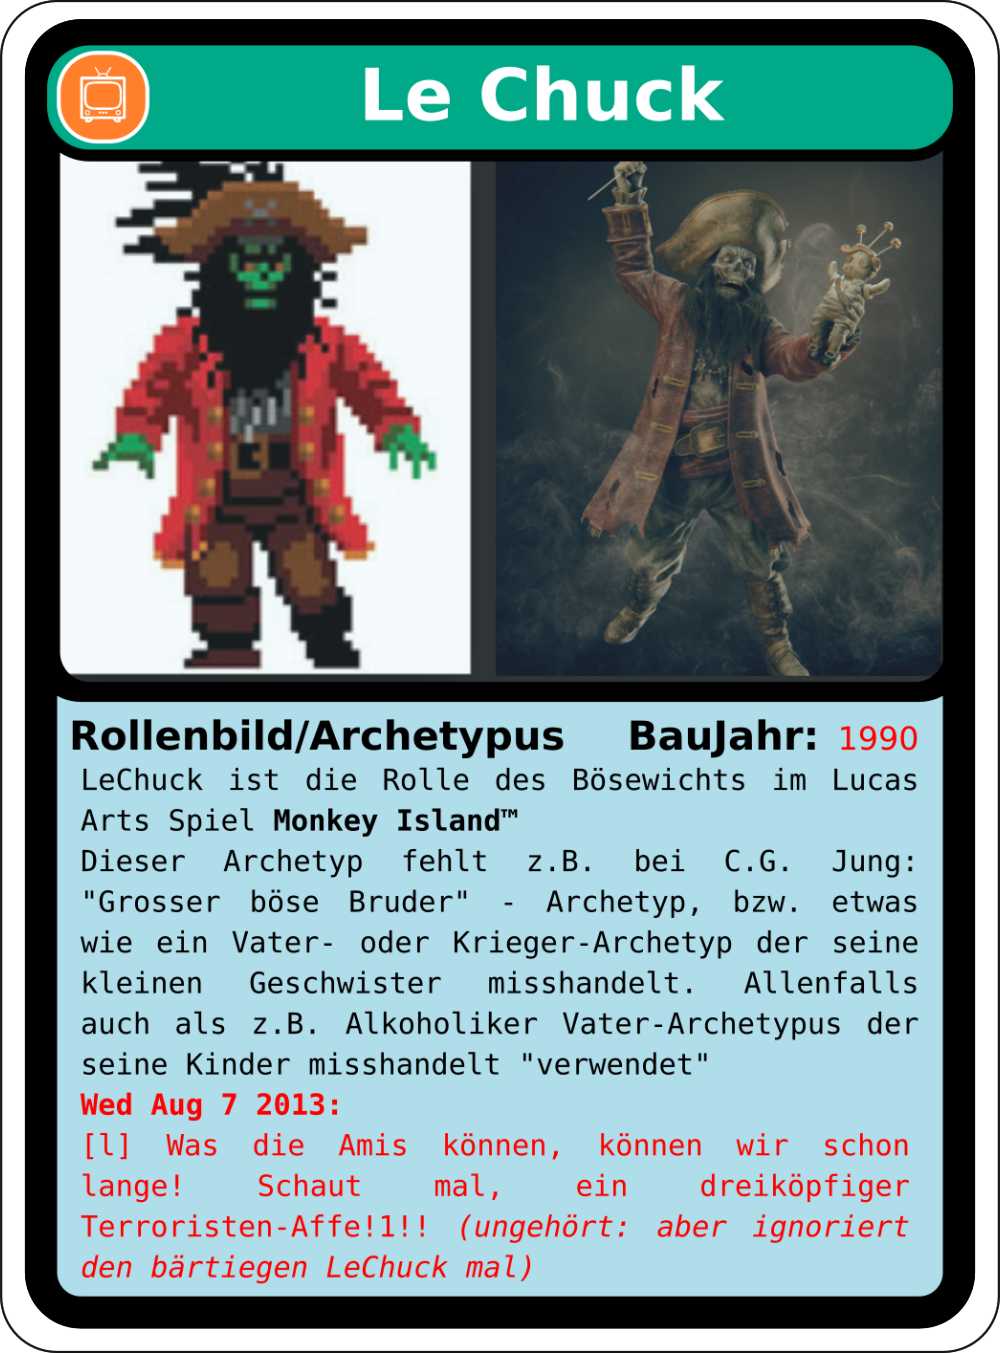 Le Chuck
Rollenbild/Archetypus BauJahr: 1990
LeChuck ist die Rolle des Bösewichts im Lucas
Arts Spiel Monkey Island™
Dieser Archetyp fehlt z.B. bei C.G. Jung:
"Grosser böse Bruder" - Archetyp, bzw. etwas
wie ein Vater- oder Krieger-Archetyp der seine
kleinen Geschwister misshandelt. Allenfalls
auch als z.B. Alkoholiker Vater-Archetypus der
seine Kinder misshandelt "verwendet"
Wed Aug 7 2013:
[l] Was die Amis können, können wir schon
lange! Schaut mal, ein dreiköpfiger
Terroristen-Affe!1!! (ungehört: aber ignoriert
den bärtiegen LeChuck mal)